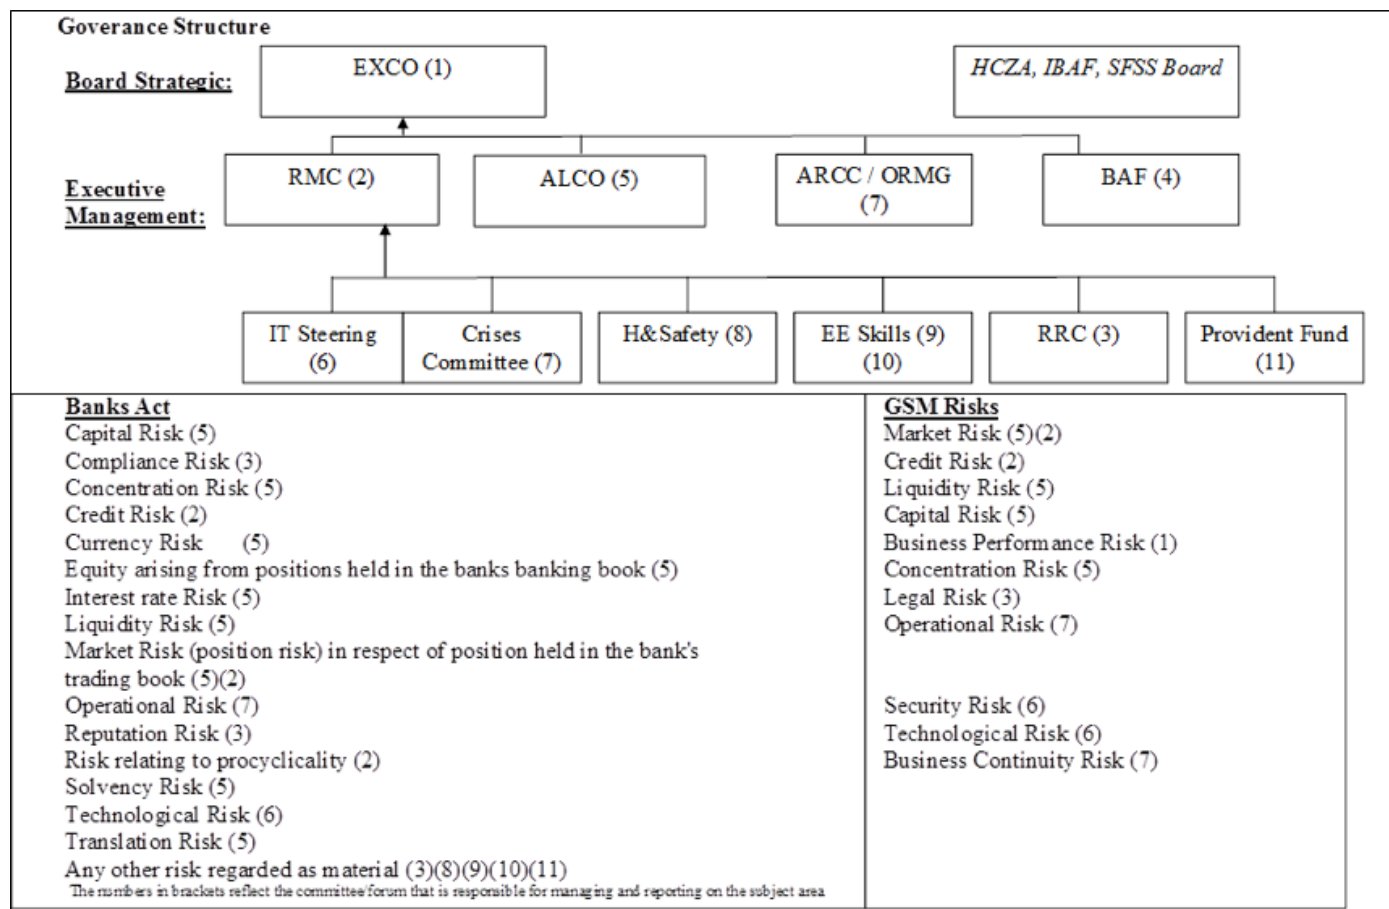 Goverance Structure
Board Strategic:
EXCO (1)
HCZA, IBAF, SFSS Board
Executive
Management:
RMC (2)
ALCO (5)
ARCC / ORMG
(7)
BAF (4)
IT Steering
(6)
Crises
Committee (7)
H&Safety (8)
EE Skills (9)
(10)
RRC (3)
Provident Fund
(11)
Banks Act
Capital Risk (5)
Compliance Risk (3)
Concentration Risk (5)
Credit Risk (2)
Currency Risk (5)
Equity arising from positions held in the banks banking book (5)
Interest rate Risk (5)
Liquidity Risk (5)
Market Risk (position risk) in respect of position held in the bank's
trading book (5)(2)
Operational Risk (7)
Reputation Risk (3)
Risk relating to procyclicality (2)
Solvency Risk (5)
Technological Risk (6)
Translation Risk (5)
Any other risk regarded as material (3)(8)(9)(10)(11)
The numbers in brackets reflect the committee/forum that is responsible for managing and reporting on the subject area
GSM Risks
Market Risk (5)(2)
Credit Risk (2)
Liquidity Risk (5)
Capital Risk (5)
Business Performance Risk (1)
Concentration Risk (5)
Legal Risk (3)
Operational Risk (7)
Security Risk (6)
Technological Risk (6)
Business Continuity Risk (7)